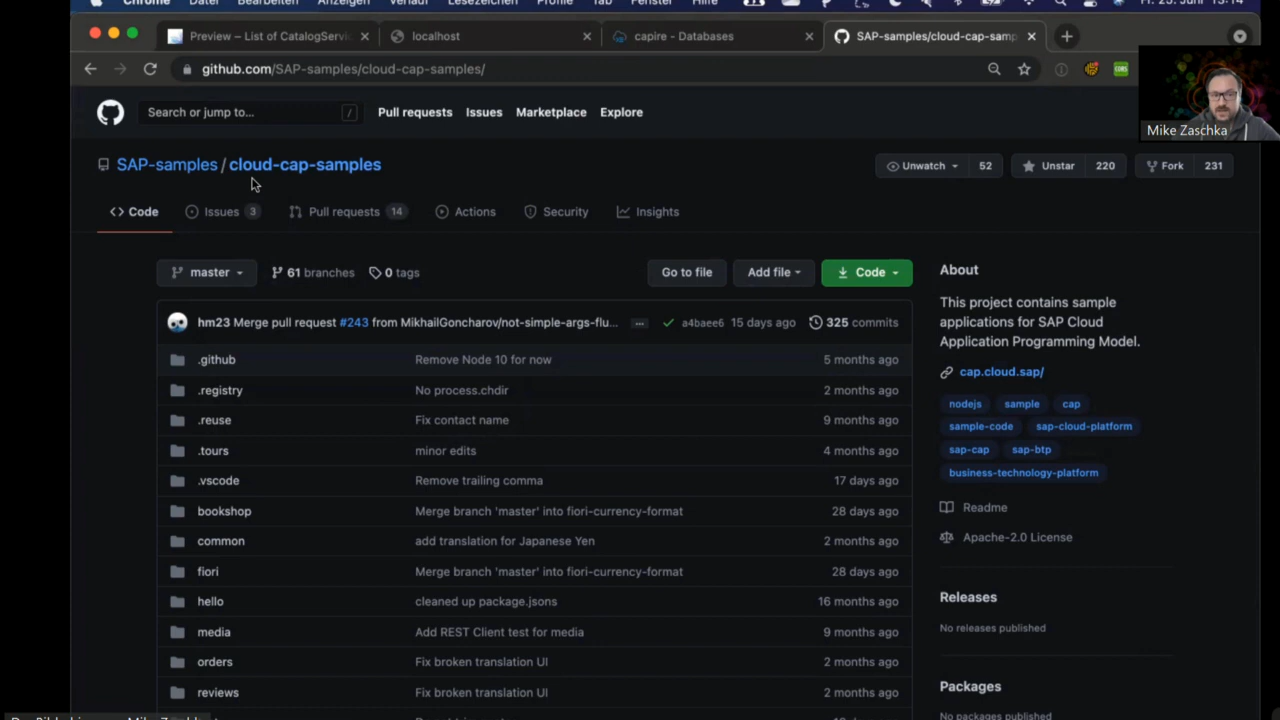 Chrome Datei Bearbeiten Anzeigen Verlauf Lesezeichen Profile Tab Fenster Hilfe Fr. 25. Juni 13:14
Preview – List of CatalogServi localhost capire - Databases SAP-samples/cloud-cap-samp
github.com/SAP-samples/cloud-cap-samples/
CORS
Mike Zaschka
Search or jump to... / Pull requests Issues Marketplace Explore
SAP-samples / cloud-cap-samples Unwatch 52 Unstar 220 Fork 231
<> Code Issues 3 Pull requests 14 Actions Security Insights
master 61 branches 0 tags Go to file Add file Code
hm23 Merge pull request #243 from MikhailGoncharov/not-simple-args-flu... ... a4baee6 15 days ago 325 commits
.github Remove Node 10 for now 5 months ago
.registry No process.chdir 2 months ago
.reuse Fix contact name 9 months ago
.tours minor edits 4 months ago
.vscode Remove trailing comma 17 days ago
bookshop Merge branch 'master' into fiori-currency-format 28 days ago
common add translation for Japanese Yen 2 months ago
fiori Merge branch 'master' into fiori-currency-format 28 days ago
hello cleaned up package.jsons 16 months ago
media Add REST Client test for media 9 months ago
orders Fix broken translation UI 2 months ago
reviews Fix broken translation UI 2 months ago
About
This project contains sample
applications for SAP Cloud
Application Programming Model.
cap.cloud.sap/
nodejs sample cap
sample-code sap-cloud-platform
sap-cap sap-btp
business-technology-platform
Readme
Apache-2.0 License
Releases
No releases published
Packages
No packages published